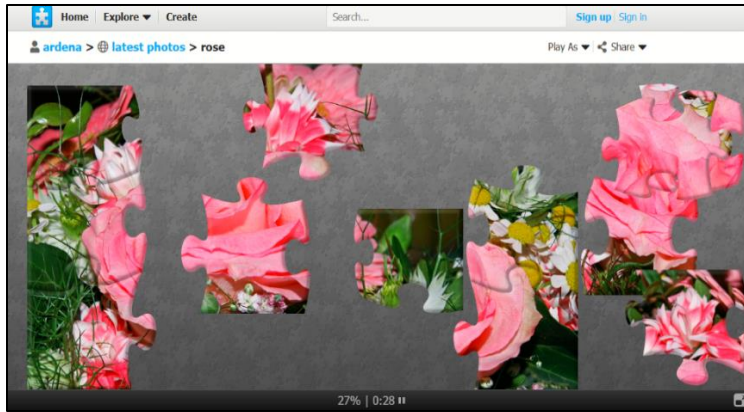 Home Explore ▼ Create Search... Sign up Sign in
ardena > latest photos > rose Play As ▼ Share ▼
27% | 0:28